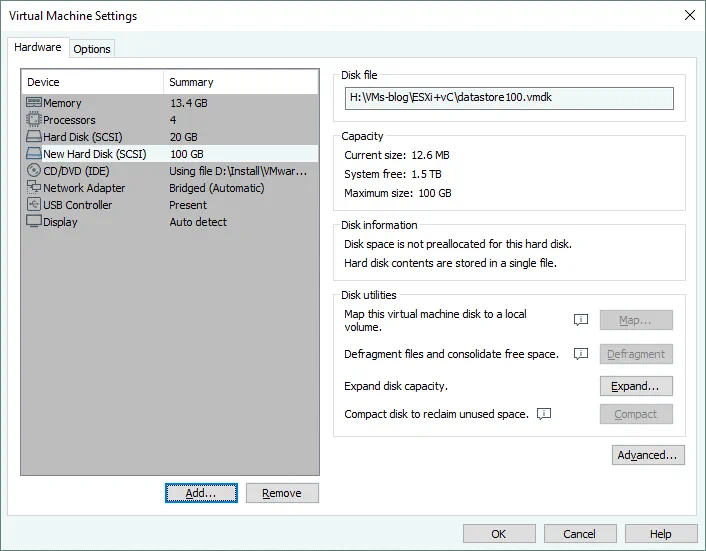 Virtual Machine Settings
Hardware
Options
Device Summary
Memory 13.4 GB
Processors 4
Hard Disk (SCSI) 20 GB
New Hard Disk (SCSI) 100 GB
CD/DVD (IDE) Using file D:\Install\VMwar...
Network Adapter Bridged (Automatic)
USB Controller Present
Display Auto detect
Add...
Remove
Disk file
H:\VMs-blog\ESXi+vC\datastore100.vmdk
Capacity
Current size: 12.6 MB
System free: 1.5 TB
Maximum size: 100 GB
Disk information
Disk space is not preallocated for this hard disk.
Hard disk contents are stored in a single file.
Disk utilities
Map this virtual machine disk to a local
volume.
Map...
Defragment files and consolidate free space.
Defragment
Expand disk capacity.
Expand...
Compact disk to reclaim unused space.
Compact
Advanced...
OK
Cancel
Help